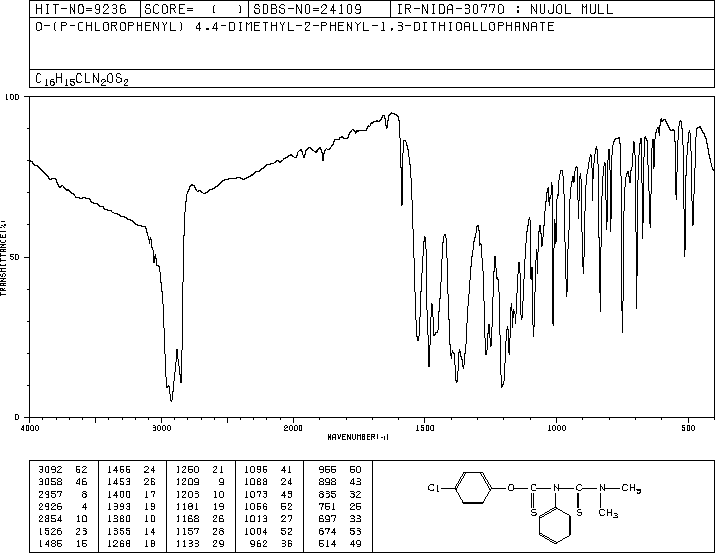 HIT-NO=9236 SCORE= ( ) SDBS-NO=24109 IR-NIDA-30770 : NUJOL MULL
O-(P-CHLOROPHENYL) 4,4-DIMETHYL-2-PHENYL-1,3-DITHIOALLOPHANATE
C16H15CLN2OS2
100
50
0
TRANSMITTANCE(%)
4000 3000 2000 1500 1000 500
WAVENUMBER(-1)
3092 52 1466 24 1260 21 1096 41 966 60
3058 46 1453 26 1209 9 1088 24 898 43
2957 8 1400 17 1203 10 1073 49 835 32
2926 4 1393 19 1181 19 1056 52 751 25
2854 10 1380 10 1168 26 1013 27 697 33
1526 23 1355 14 1157 28 1004 52 674 53
1485 15 1268 18 1133 29 962 36 514 49
Cl O C N C N CH3
S S CH3